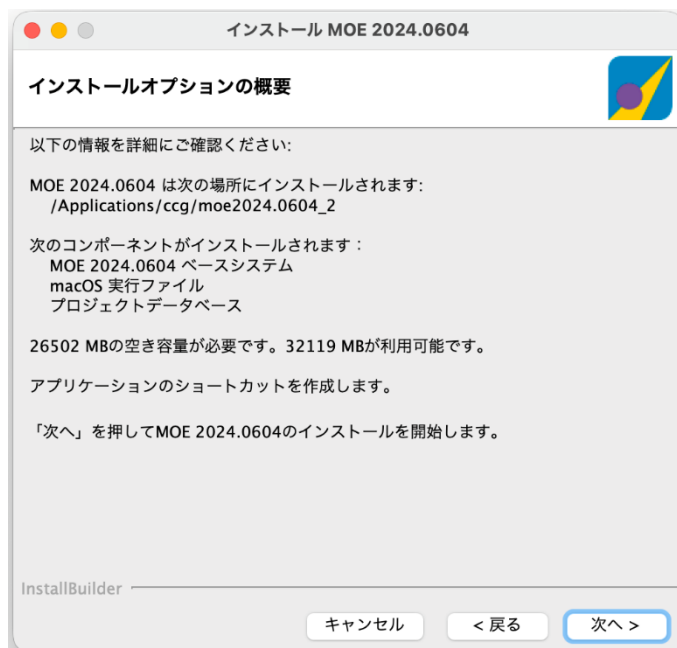 インストール MOE 2024.0604
インストールオプションの概要
以下の情報を詳細にご確認ください:
MOE 2024.0604 は次の場所にインストールされます:
/Applications/ccg/moe2024.0604_2
次のコンポーネントがインストールされます：
MOE 2024.0604 ベースシステム
macOS 実行ファイル
プロジェクトデータベース
26502 MBの空き容量が必要です。32119 MBが利用可能です。
アプリケーションのショートカットを作成します。
「次へ」を押してMOE 2024.0604のインストールを開始します。
InstallBuilder
キャンセル
< 戻る
次へ >